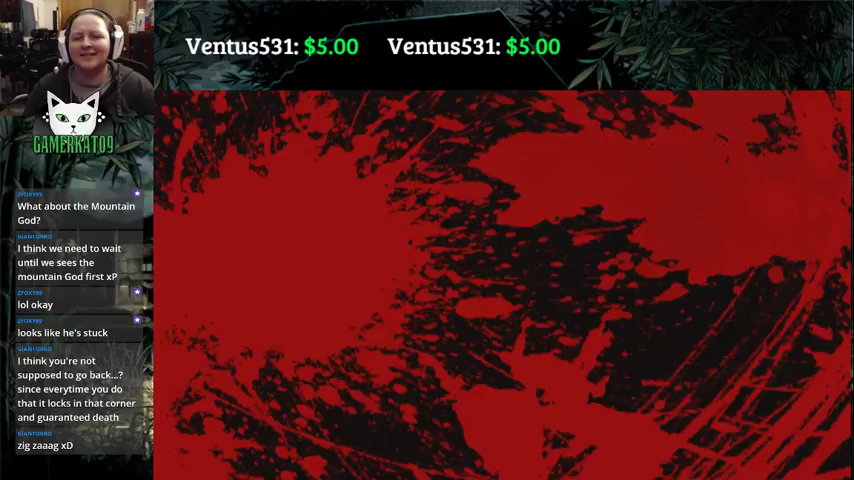 Ventus531: $5.00 Ventus531: $5.00
GAMERKAT09
ZFOXY85
What about the Mountain
God?
GIANTORRO
I think we need to wait
until we sees the
mountain God first xP
lol okay
looks like he's stuck
GIANTORRO
I think you're not
supposed to go back...?
since everytime you do
that it locks in that corner
and guaranteed death
GIANTORRO
zig zaaag xD